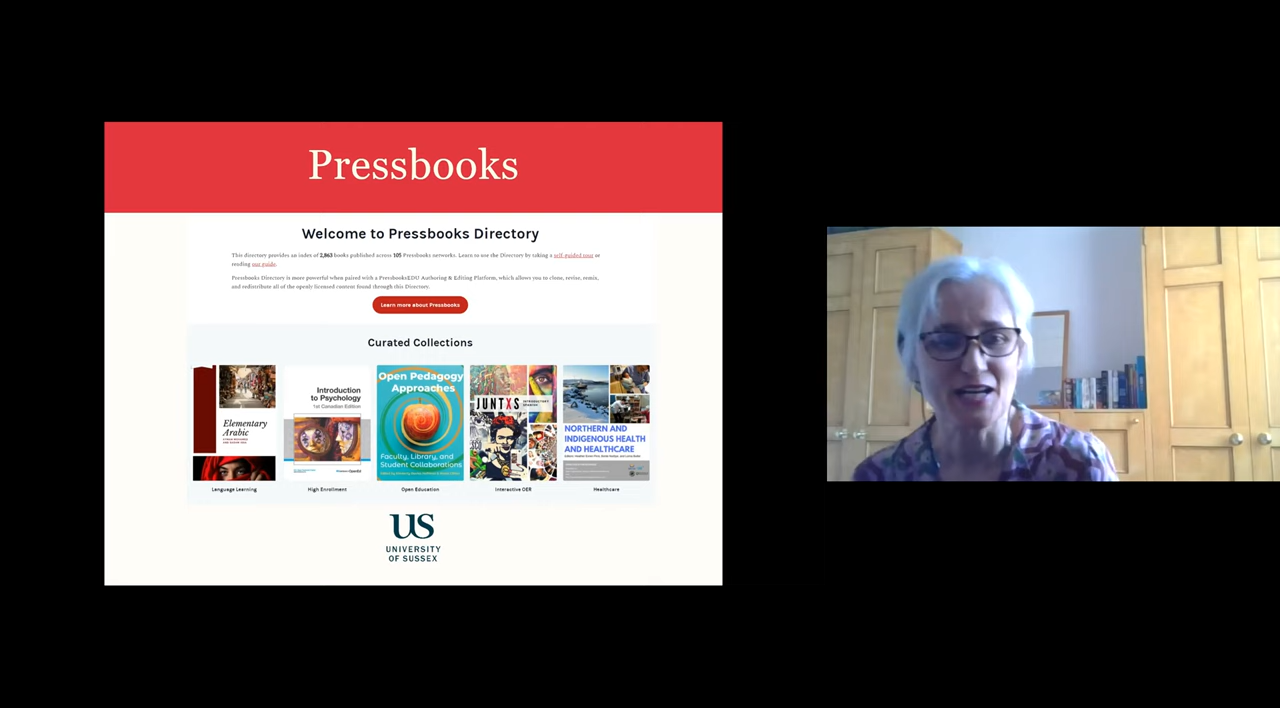 Pressbooks
Welcome to Pressbooks Directory
This directory provides an index of 2,863 books published across 105 Pressbooks networks. Learn to use the Directory by taking a self-guided tour or
reading our guide.
Pressbooks Directory is more powerful when paired with a PressbooksEDU Authoring & Editing Platform, which allows you to clone, revise, remix,
and redistribute all of the openly licensed content found through this Directory.
Learn more about Pressbooks
Curated Collections
Elementary
Arabic
Language Learning
Introduction
to Psychology
1st Canadian Edition
High Enrollment
Open Pedagogy
Approaches
Faculty, Library, and
Student Collaborations
Open Education
JUNTXS
Interactive OER
NORTHERN AND
INDIGENOUS HEALTH
AND HEALTHCARE
Healthcare
US
UNIVERSITY
OF SUSSEX